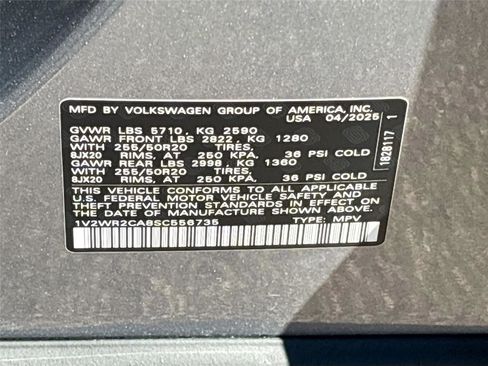 MFD BY VOLKSWAGEN GROUP OF AMERICA, INC.
USA 04/2025
GVWR LBS 5710, KG 2590
GAWR FRONT LBS 2822, KG 1280
WITH 255/50R20 TIRES,
8JX20 RIMS, AT 250 KPA, 36 PSI COLD
GAWR REAR LBS 2998, KG 1360
WITH 255/50R20 TIRES,
8JX20 RIMS, AT 250 KPA, 36 PSI COLD
THIS VEHICLE CONFORMS TO ALL APPLICABLE
U.S. FEDERAL MOTOR VEHICLE SAFETY AND
THEFT PREVENTION STANDARDS IN EFFECT ON
THE DATE OF MANUFACTURE SHOWN ABOVE.
1V2WR2CA8SC556735 TYPE: MPV
1828117 1